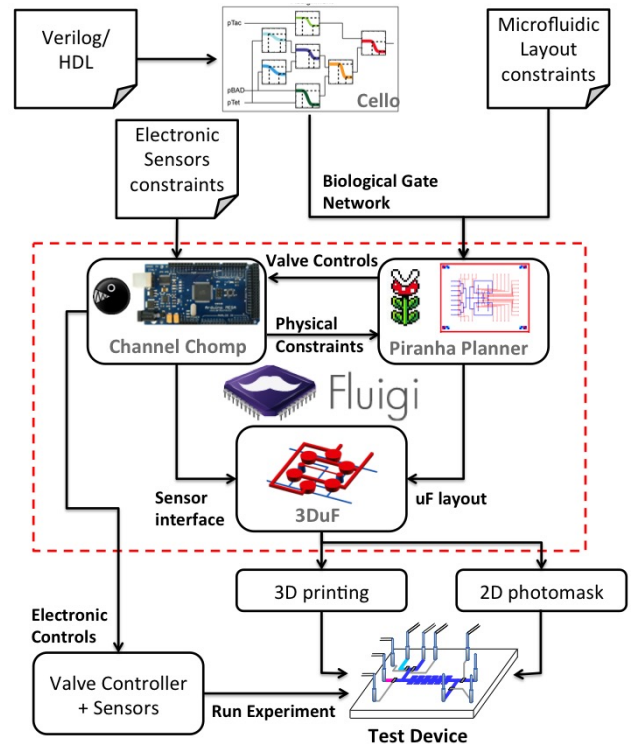 Verilog/
HDL
pTac
pBAD
pTet
Cello
Microfluidic
Layout
constraints
Electronic
Sensors
constraints
Biological Gate
Network
Valve Controls
Channel Chomp
Physical
Constraints
Piranha Planner
Fluigi
3DuF
Sensor
interface
uF layout
3D printing
2D photomask
Electronic
Controls
Valve Controller
+ Sensors
Run Experiment
Test Device